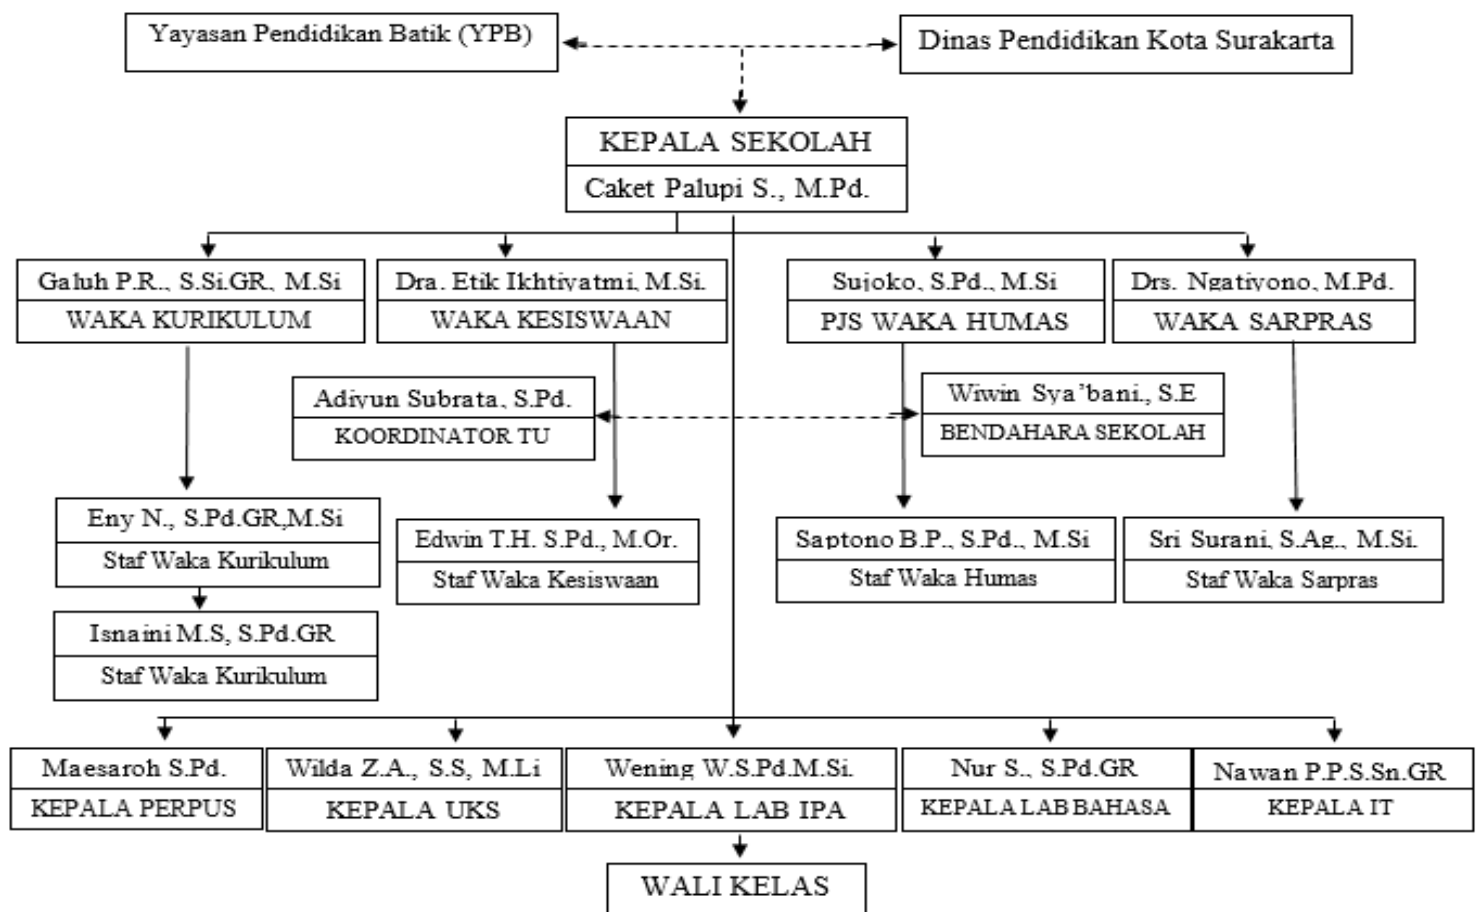 Yayasan Pendidikan Batik (YPB)
Dinas Pendidikan Kota Surakarta
KEPALA SEKOLAH
Caket Palupi S., M.Pd.
Galuh P.R., S.Si.GR., M.Si
WAKA KURIKULUM
Dra. Etik Ikhtiyatmi, M.Si.
WAKA KESISWAAN
Sujoko, S.Pd., M.Si
PJS WAKA HUMAS
Drs. Ngatiyono, M.Pd.
WAKA SARPRAS
Adiyun Subrata, S.Pd.
KOORDINATOR TU
Wiwin Sya’bani., S.E
BENDAHARA SEKOLAH
Eny N., S.Pd.GR,M.Si
Staf Waka Kurikulum
Edwin T.H. S.Pd., M.Or.
Staf Waka Kesiswaan
Saptono B.P., S.Pd., M.Si
Staf Waka Humas
Sri Surani, S.Ag., M.Si.
Staf Waka Sarpras
Isnaini M.S, S.Pd.GR
Staf Waka Kurikulum
Maesaroh S.Pd.
KEPALA PERPUS
Wilda Z.A., S.S, M.Li
KEPALA UKS
Wening W.S.Pd.M.Si.
KEPALA LAB IPA
Nur S., S.Pd.GR
KEPALA LAB BAHASA
Nawan P.P.S.Sn.GR
KEPALA IT
WALI KELAS